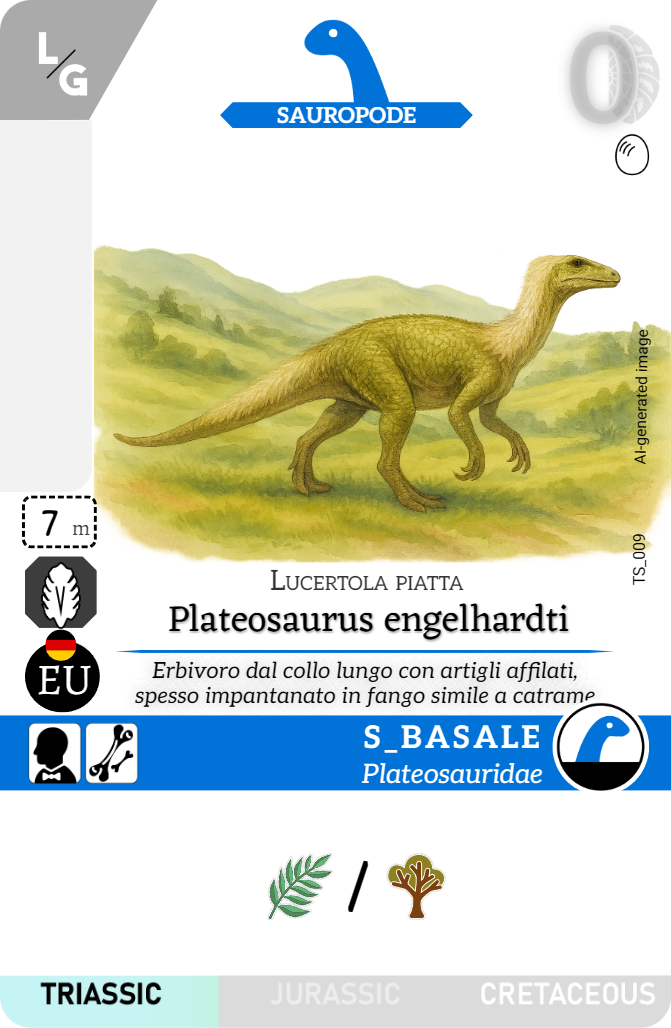 L/G
SAUROPODE
0
AI-generated image
7 m
TS_009
LUCERTOLA PIATTA
Plateosaurus engelhardti
EU
Erbivoro dal collo lungo con artigli affilati,
spesso impantanato in fango simile a catrame
S_BASALE
Plateosauridae
/
TRIASSIC JURASSIC CRETACEOUS